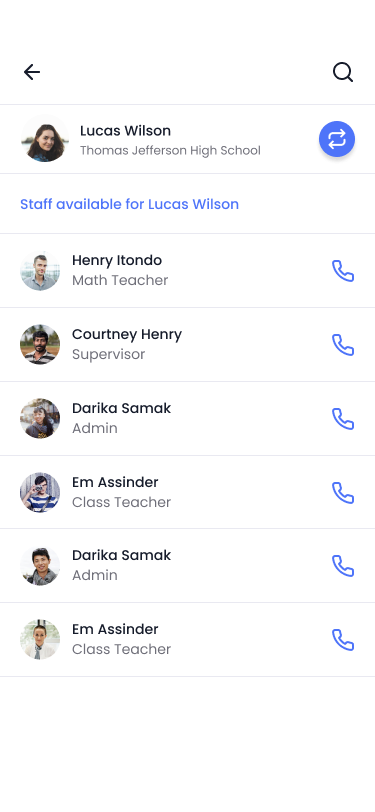 Lucas Wilson
Thomas Jefferson High School
Staff available for Lucas Wilson
Henry Itondo
Math Teacher
Courtney Henry
Supervisor
Darika Samak
Admin
Em Assinder
Class Teacher
Darika Samak
Admin
Em Assinder
Class Teacher